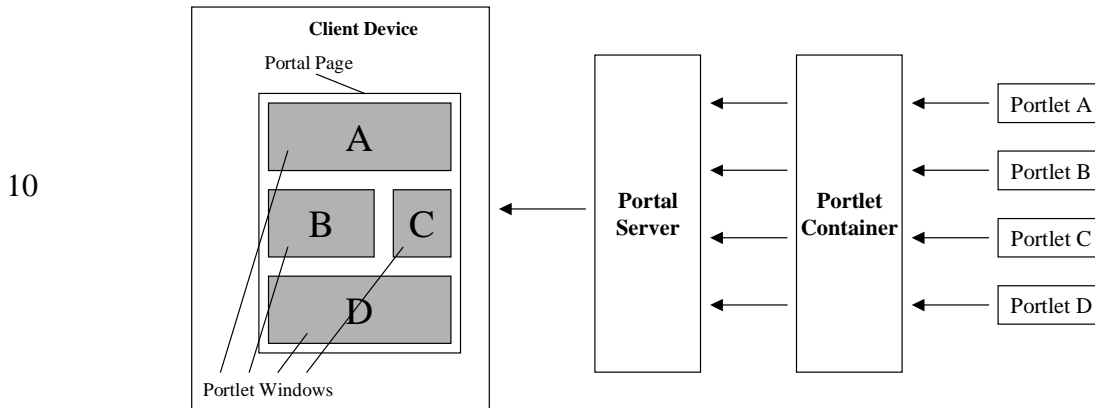 Client Device
Portal Page
A
B
C
D
Portlet Windows
10
Portal
Server
Portlet
Container
Portlet A
Portlet B
Portlet C
Portlet D